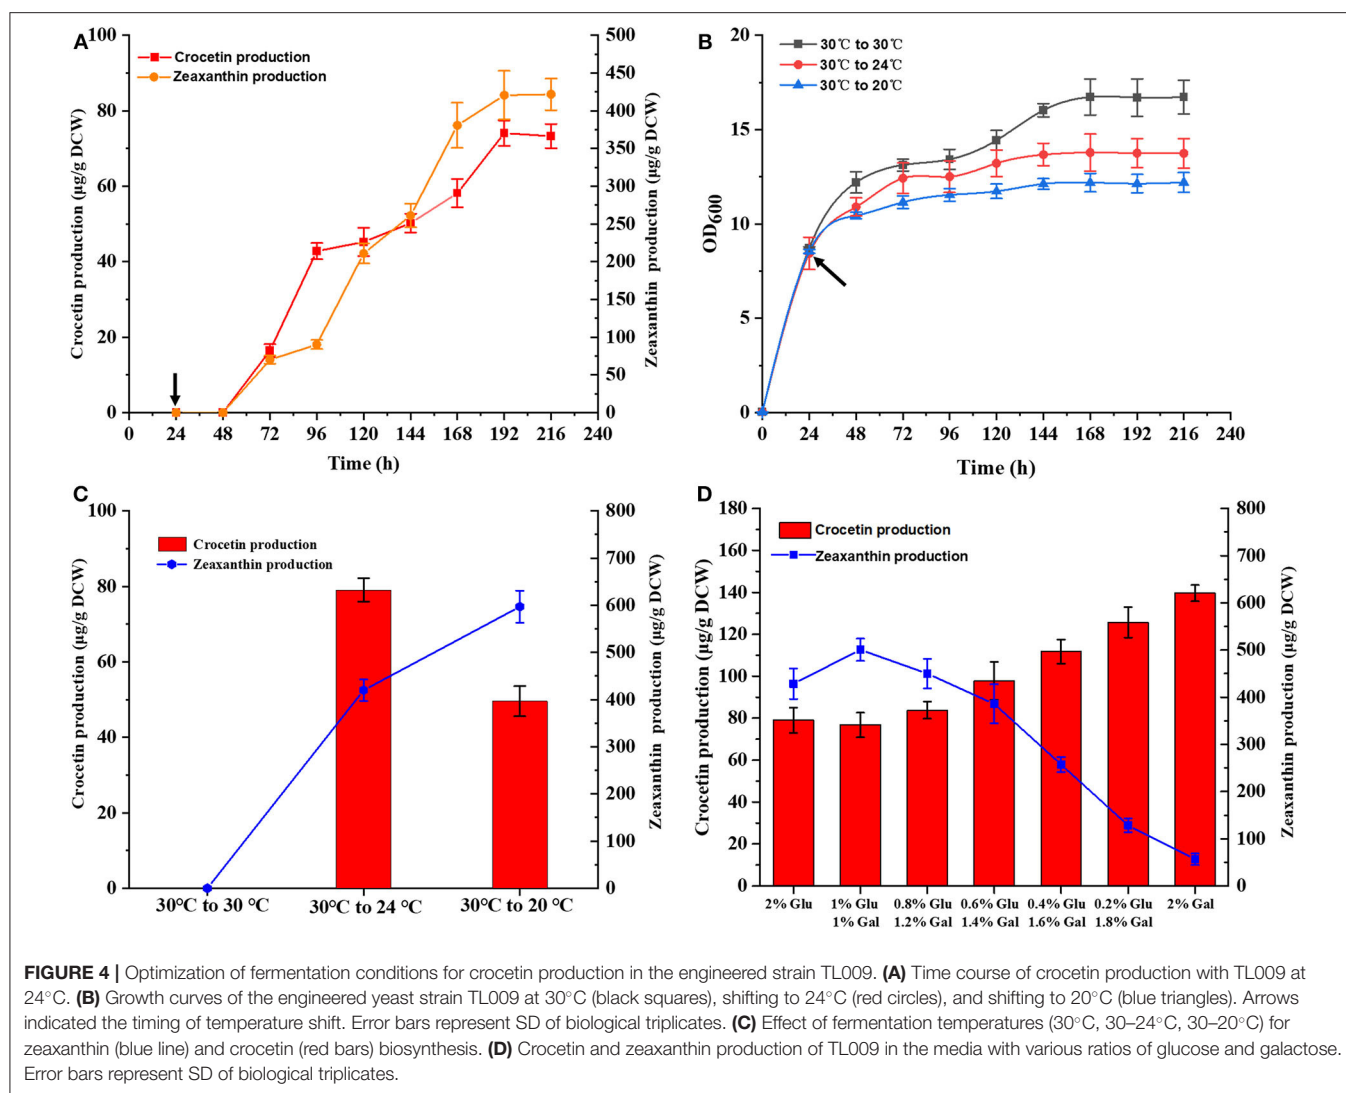 A
Crocetin production
Zeaxanthin production
100
80
60
40
20
0
500
450
400
350
300
250
200
150
100
50
0
Crocetin production (μg/g DCW)
Zeaxanthin production (μg/g DCW)
0 24 48 72 96 120 144 168 192 216 240
Time (h)
B
30℃ to 30℃
30℃ to 24℃
30℃ to 20℃
20
15
10
5
0
OD600
0 24 48 72 96 120 144 168 192 216 240
Time (h)
C
Crocetin production
Zeaxanthin production
100
80
60
40
20
0
800
700
600
500
400
300
200
100
0
Crocetin production (μg/g DCW)
Zeaxanthin production (μg/g DCW)
30°C to 30 °C 30°C to 24 °C 30°C to 20 °C
D
Crocetin production
Zeaxanthin production
180
160
140
120
100
80
60
40
20
0
800
700
600
500
400
300
200
100
0
Crocetin production (μg/g DCW)
Zeaxanthin production (μg/g DCW)
2% Glu 1% Glu 0.8% Glu 0.6% Glu 0.4% Glu 0.2% Glu 2% Gal
1% Gal 1.2% Gal 1.4% Gal 1.6% Gal 1.8% Gal
FIGURE 4 | Optimization of fermentation conditions for crocetin production in the engineered strain TL009. (A) Time course of crocetin production with TL009 at
24°C. (B) Growth curves of the engineered yeast strain TL009 at 30°C (black squares), shifting to 24°C (red circles), and shifting to 20°C (blue triangles). Arrows
indicated the timing of temperature shift. Error bars represent SD of biological triplicates. (C) Effect of fermentation temperatures (30°C, 30–24°C, 30–20°C) for
zeaxanthin (blue line) and crocetin (red bars) biosynthesis. (D) Crocetin and zeaxanthin production of TL009 in the media with various ratios of glucose and galactose.
Error bars represent SD of biological triplicates.